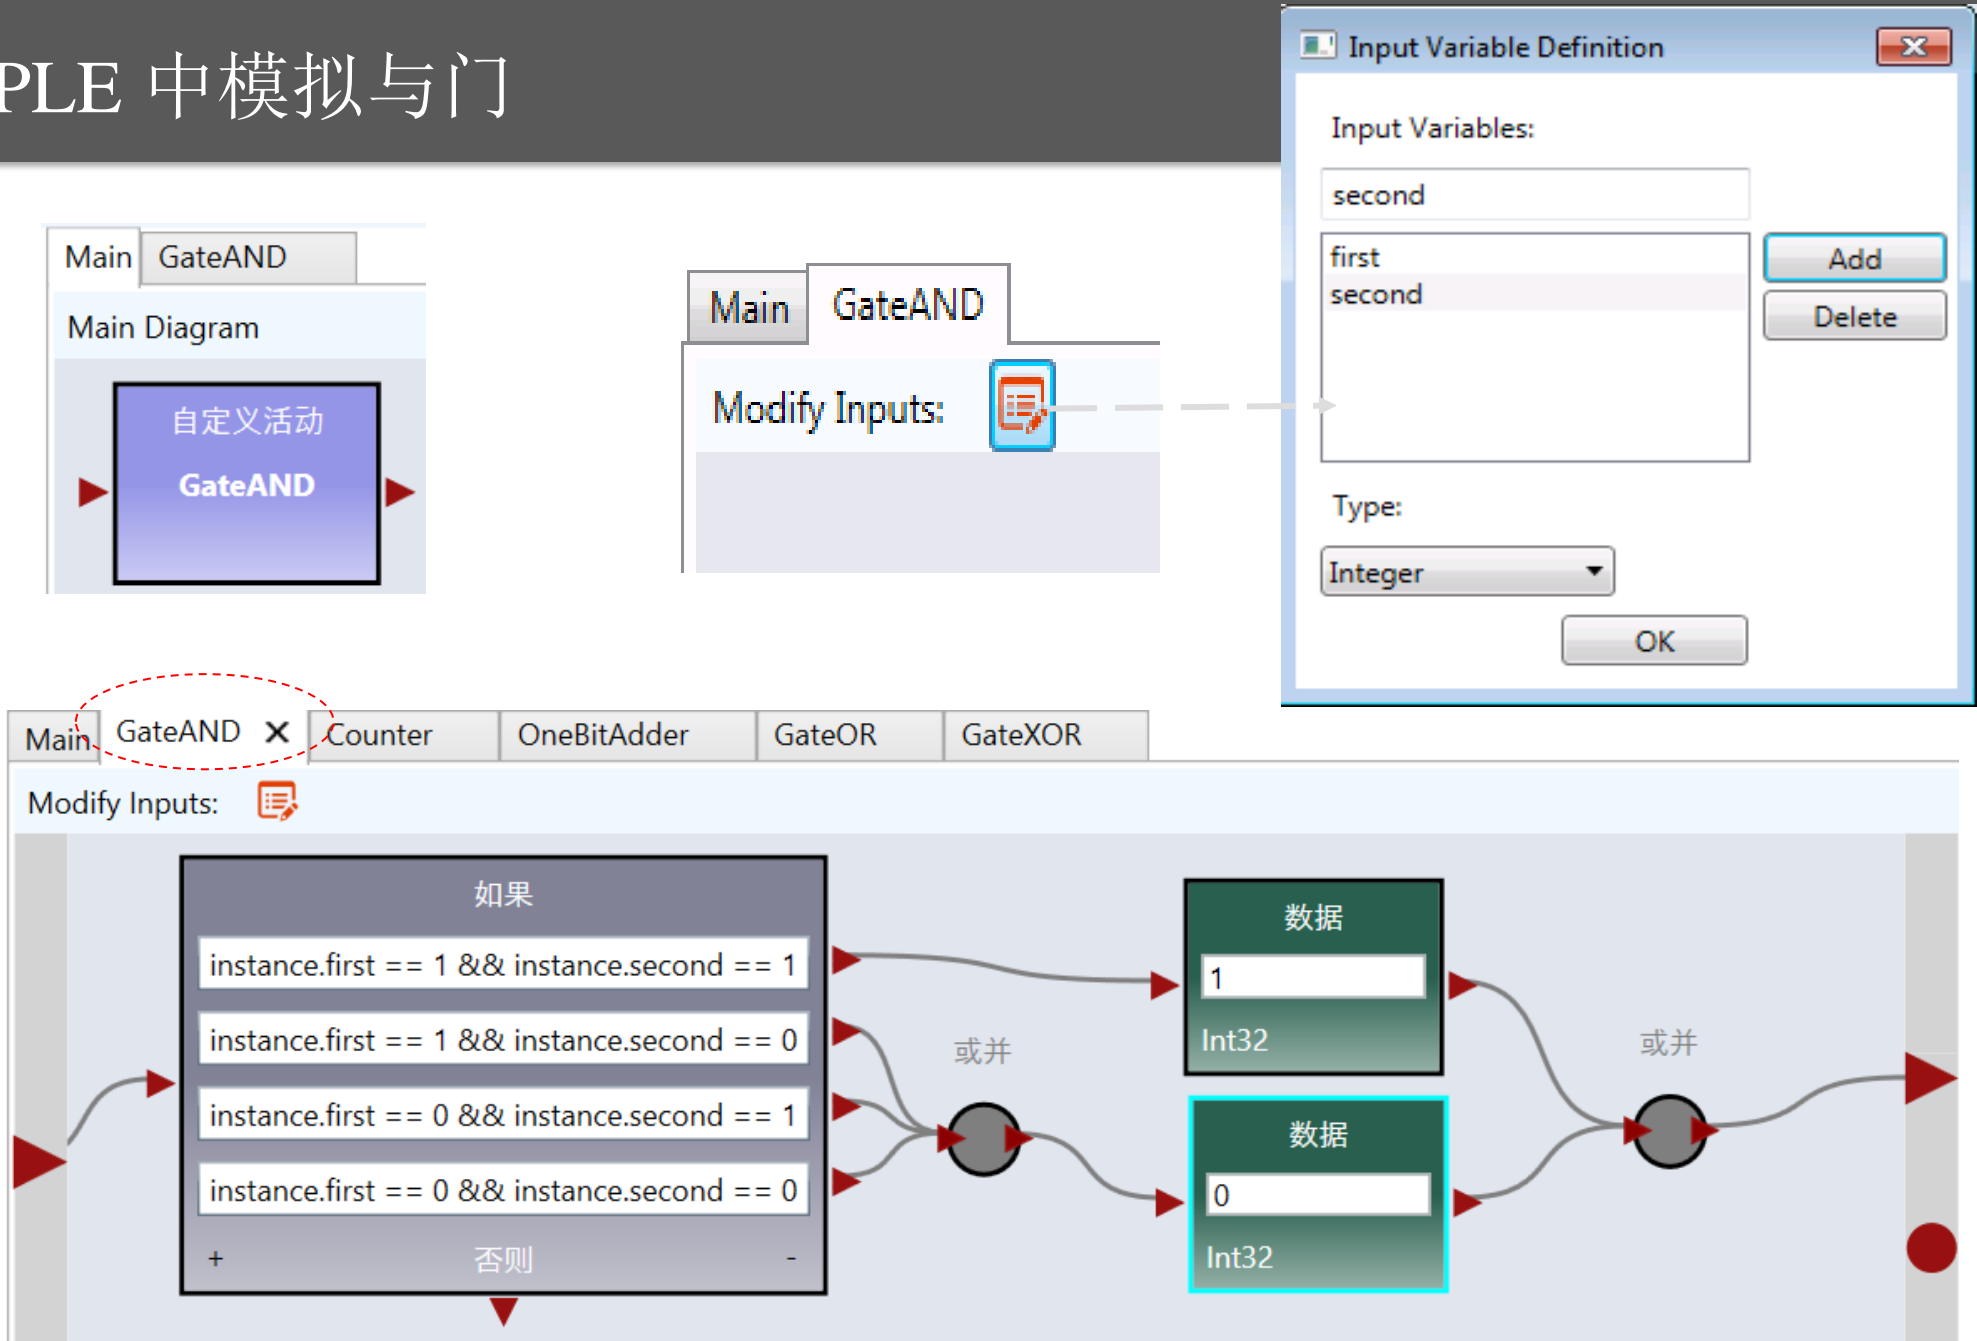 PLE 中模拟与门
Input Variable Definition
Input Variables:
second
first
second
Add
Delete
Type:
Integer
OK
Main GateAND
Main Diagram
自定义活动
GateAND
Main GateAND
Modify Inputs:
Main GateAND Counter OneBitAdder GateOR GateXOR
Modify Inputs:
如果
instance.first == 1 && instance.second == 1
instance.first == 1 && instance.second == 0
instance.first == 0 && instance.second == 1
instance.first == 0 && instance.second == 0
+ 否则 -
或并
数据
1
Int32
数据
0
Int32
或并